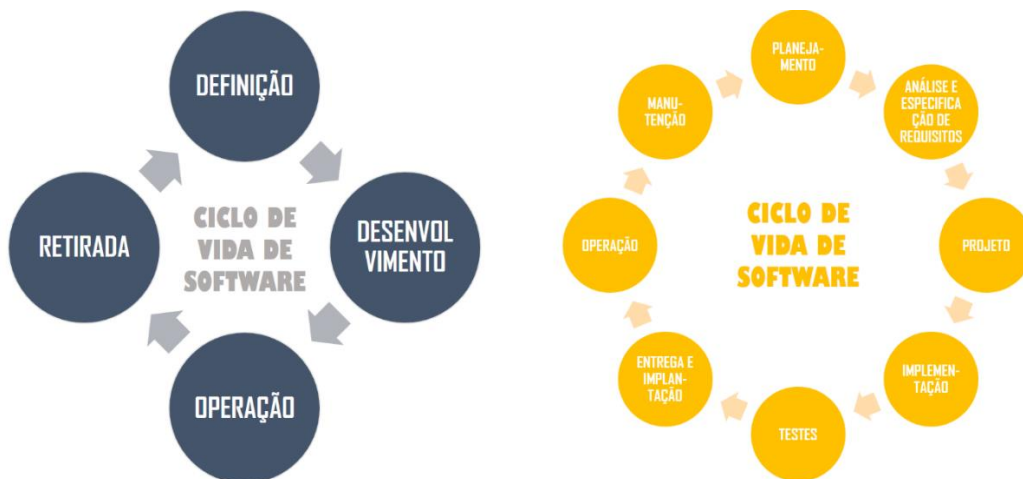 DEFINIÇÃO
DESENVOL
VIMENTO
OPERAÇÃO
RETIRADA
CICLO DE
VIDA DE
SOFTWARE
PLANEJA-
MENTO
ANÁLISE E
ESPECIFICA
ÇÃO DE
REQUISITOS
PROJETO
IMPLEMEN-
TAÇÃO
TESTES
ENTREGA E
IMPLAN-
TAÇÃO
OPERAÇÃO
MANU-
TENÇÃO
CICLO DE
VIDA DE
SOFTWARE